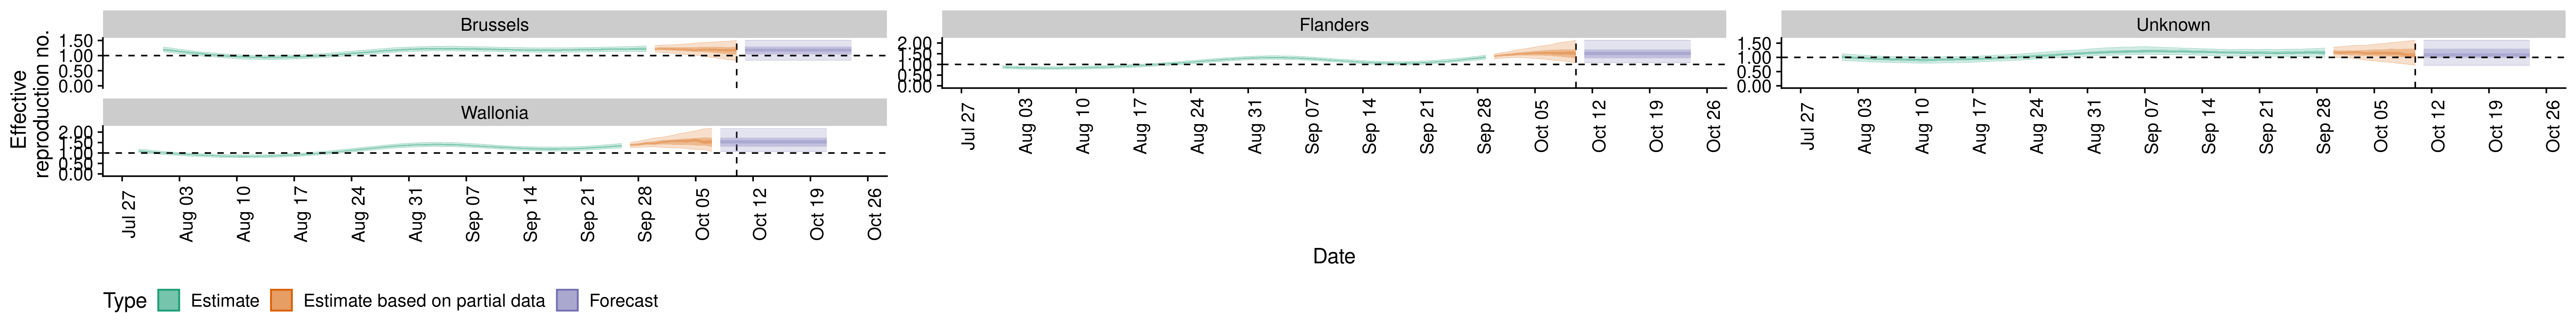 Brussels
Flanders
Unknown
Effective
reproduction no.
1.50
1.00
0.50
0.00
2.00
1.50
1.00
0.50
0.00
1.50
1.00
0.50
0.00
Jul 27
Aug 03
Aug 10
Aug 17
Aug 24
Aug 31
Sep 07
Sep 14
Sep 21
Sep 28
Oct 05
Oct 12
Oct 19
Oct 26
Jul 27
Aug 03
Aug 10
Aug 17
Aug 24
Aug 31
Sep 07
Sep 14
Sep 21
Sep 28
Oct 05
Oct 12
Oct 19
Oct 26
Wallonia
2.00
1.50
1.00
0.50
0.00
Jul 27
Aug 03
Aug 10
Aug 17
Aug 24
Aug 31
Sep 07
Sep 14
Sep 21
Sep 28
Oct 05
Oct 12
Oct 19
Oct 26
Date
Type Estimate Estimate based on partial data Forecast